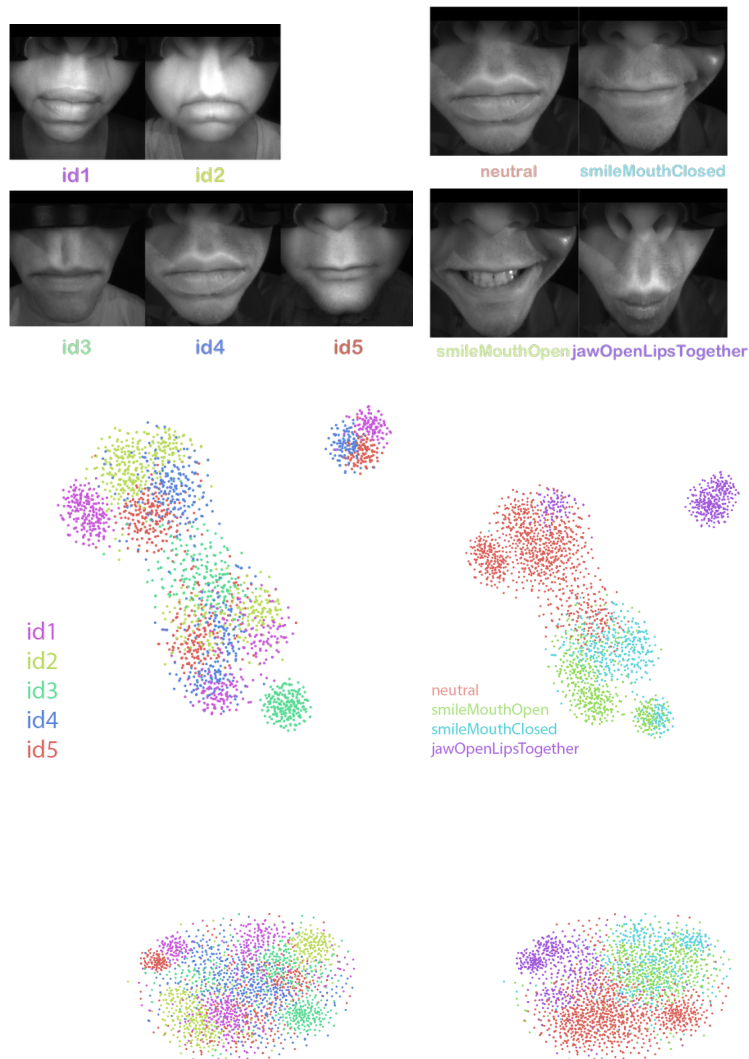 id1
id2
neutral
smileMouthClosed
id3
id4
id5
smileMouthOpen
jawOpenLipsTogether
id1
id2
id3
id4
id5
neutral
smileMouthOpen
smileMouthClosed
jawOpenLipsTogether